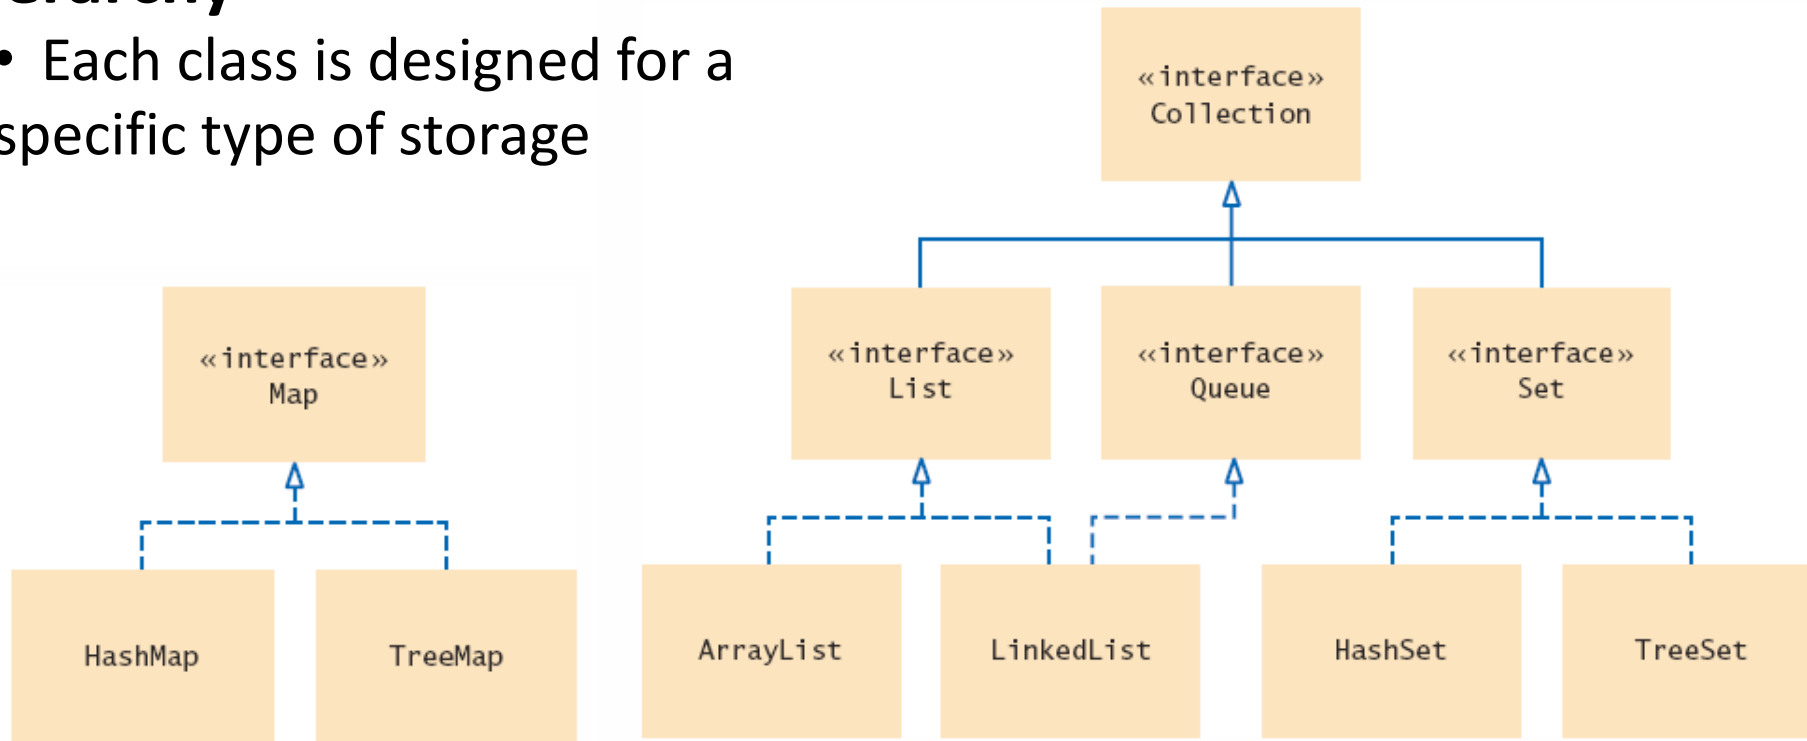 • Each class is designed for a
specific type of storage
«interface»
Collection
«interface»
Map
«interface»
List
«interface»
Queue
«interface»
Set
HashMap
TreeMap
ArrayList
LinkedList
HashSet
TreeSet